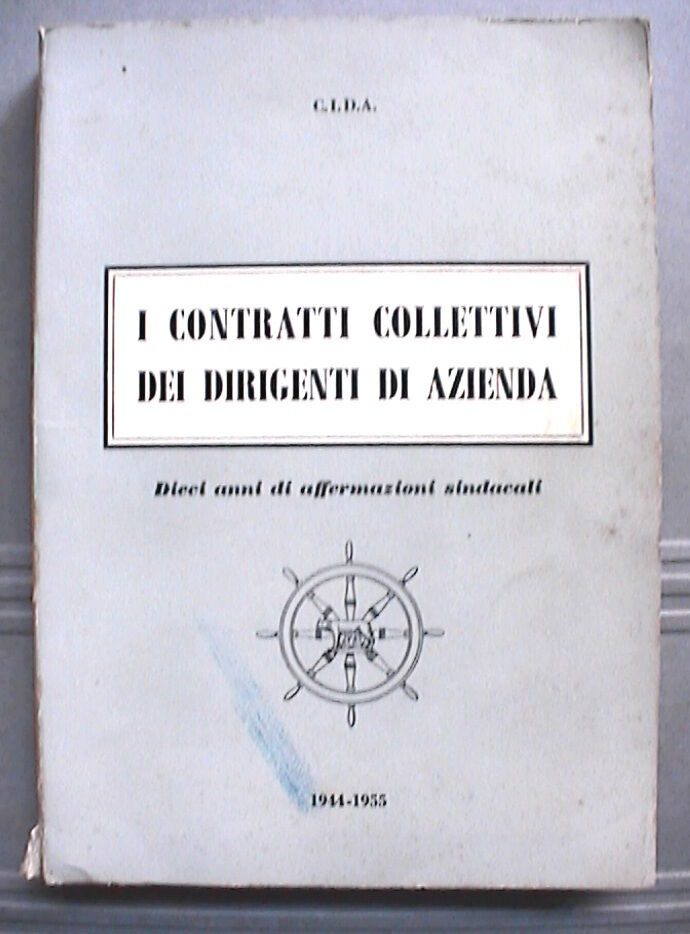 C.I.D.A.
I CONTRATTI COLLETTIVI
DEI DIRIGENTI DI AZIENDA
Dieci anni di affermazioni sindacali
1944-1955